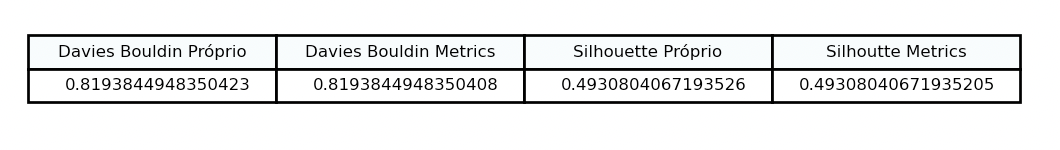 Davies Bouldin Próprio Davies Bouldin Metrics Silhouette Próprio Silhoutte Metrics
0.8193844948350423 0.8193844948350408 0.4930804067193526 0.49308040671935205